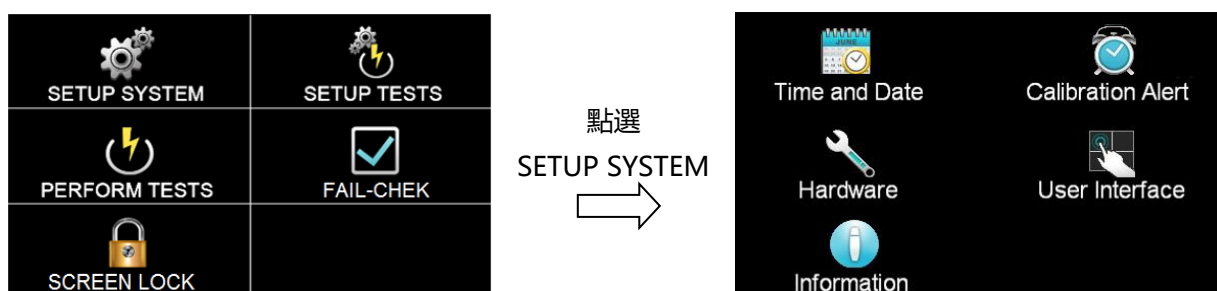 SETUP SYSTEM
SETUP TESTS
PERFORM TESTS
FAIL-CHEK
SCREEN LOCK
點選
SETUP SYSTEM
JUNE
Time and Date
Calibration Alert
Hardware
User Interface
Information